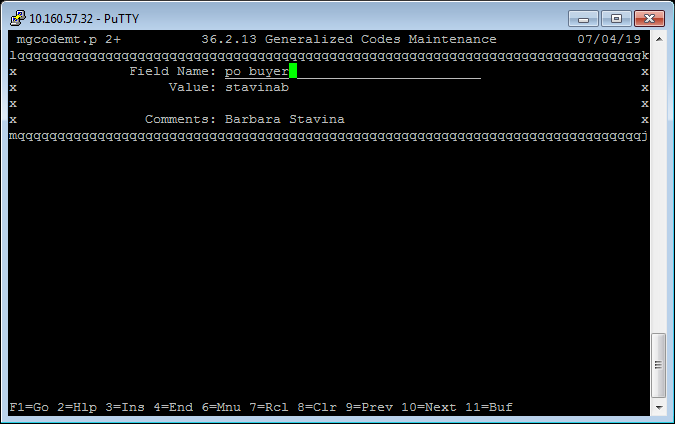 10.160.57.32 - PuTTY
mgcodemt.p 2+ 36.2.13 Generalized Codes Maintenance 07/04/19
lqqqqqqqqqqqqqqqqqqqqqqqqqqqqqqqqqqqqqqqqqqqqqqqqqqqqqqqqqqqqqqqqqqqqqqqqqqqqqqk
x Field Name: po buyer x
x Value: stavinab x
x x
x Comments: Barbara Stavina x
mqqqqqqqqqqqqqqqqqqqqqqqqqqqqqqqqqqqqqqqqqqqqqqqqqqqqqqqqqqqqqqqqqqqqqqqqqqqqqqj
F1=Go 2=Hlp 3=Ins 4=End 6=Mnu 7=Rcl 8=Clr 9=Prev 10=Next 11=Buf